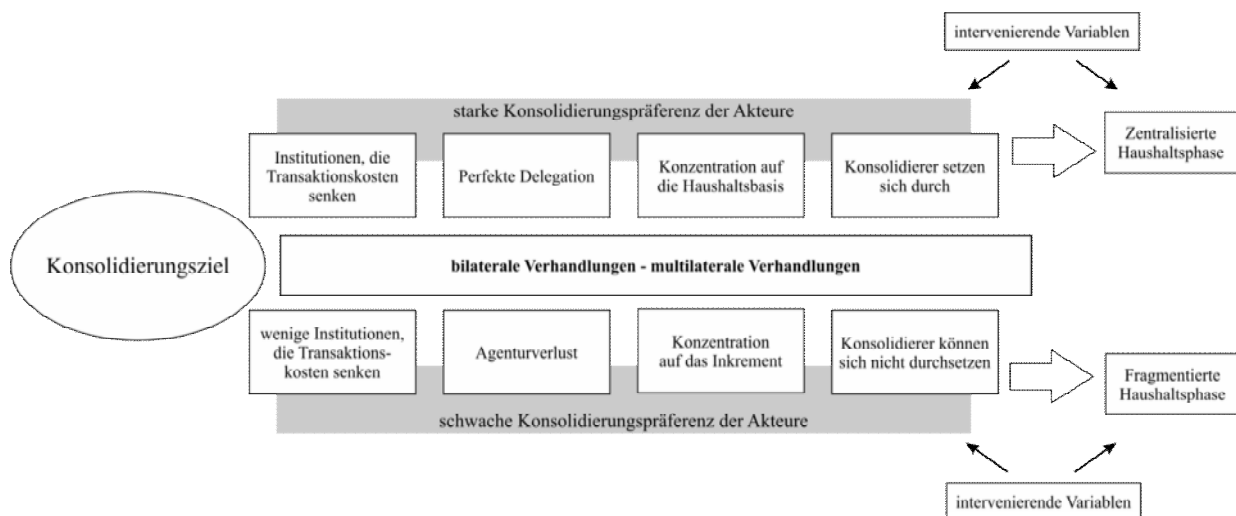 intervenierende Variablen
starke Konsolidierungspräferenz der Akteure
Institutionen, die
Transaktionskosten
senken
Perfekte Delegation
Konzentration auf
die Haushaltsbasis
Konsolidierer setzen
sich durch
Zentralisierte
Haushaltsphase
Konsolidierungsziel
bilaterale Verhandlungen - multilaterale Verhandlungen
wenige Institutionen,
die Transaktions-
kosten senken
Agenturverlust
Konzentration
auf das Inkrement
Konsolidierer können
sich nicht durchsetzen
Fragmentierte
Haushaltsphase
schwache Konsolidierungspräferenz der Akteure
intervenierende Variablen